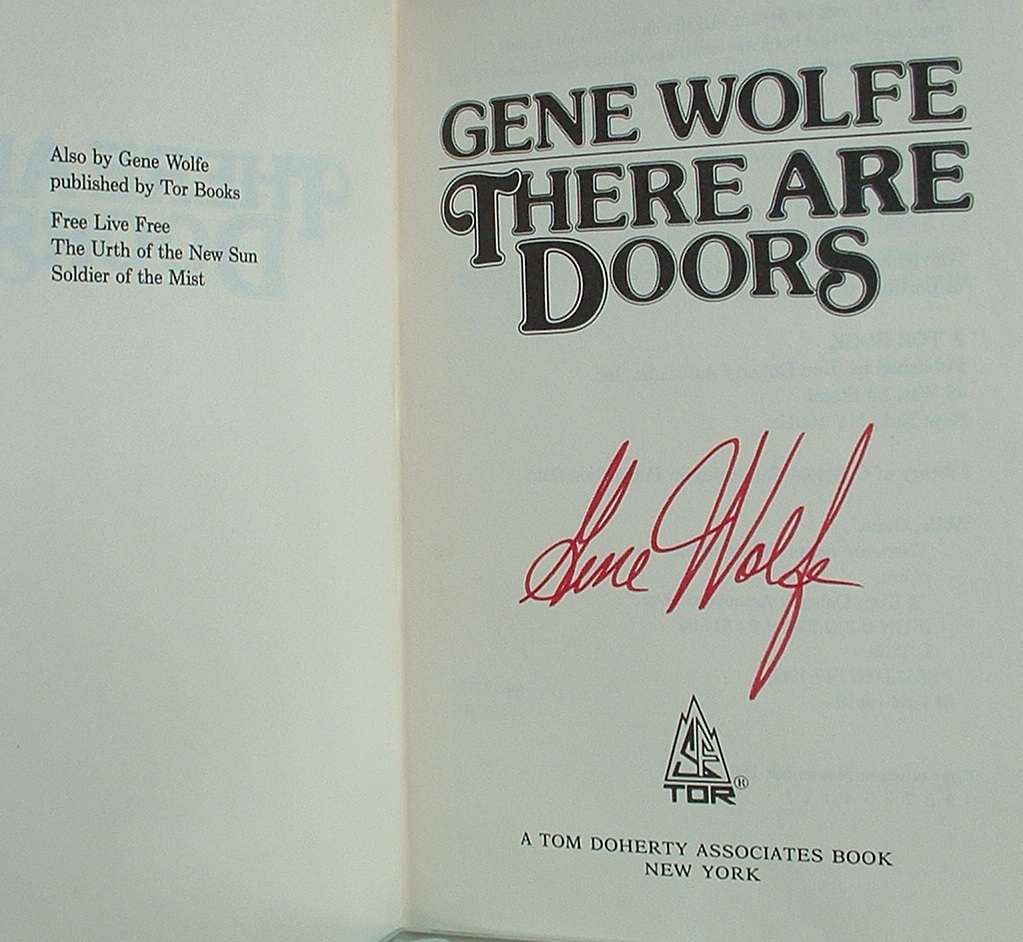 Also by Gene Wolfe
published by Tor Books
Free Live Free
The Urth of the New Sun
Soldier of the Mist
GENE WOLFE
THERE ARE
DOORS
Gene Wolfe
SF
TOR®
A TOM DOHERTY ASSOCIATES BOOK
NEW YORK